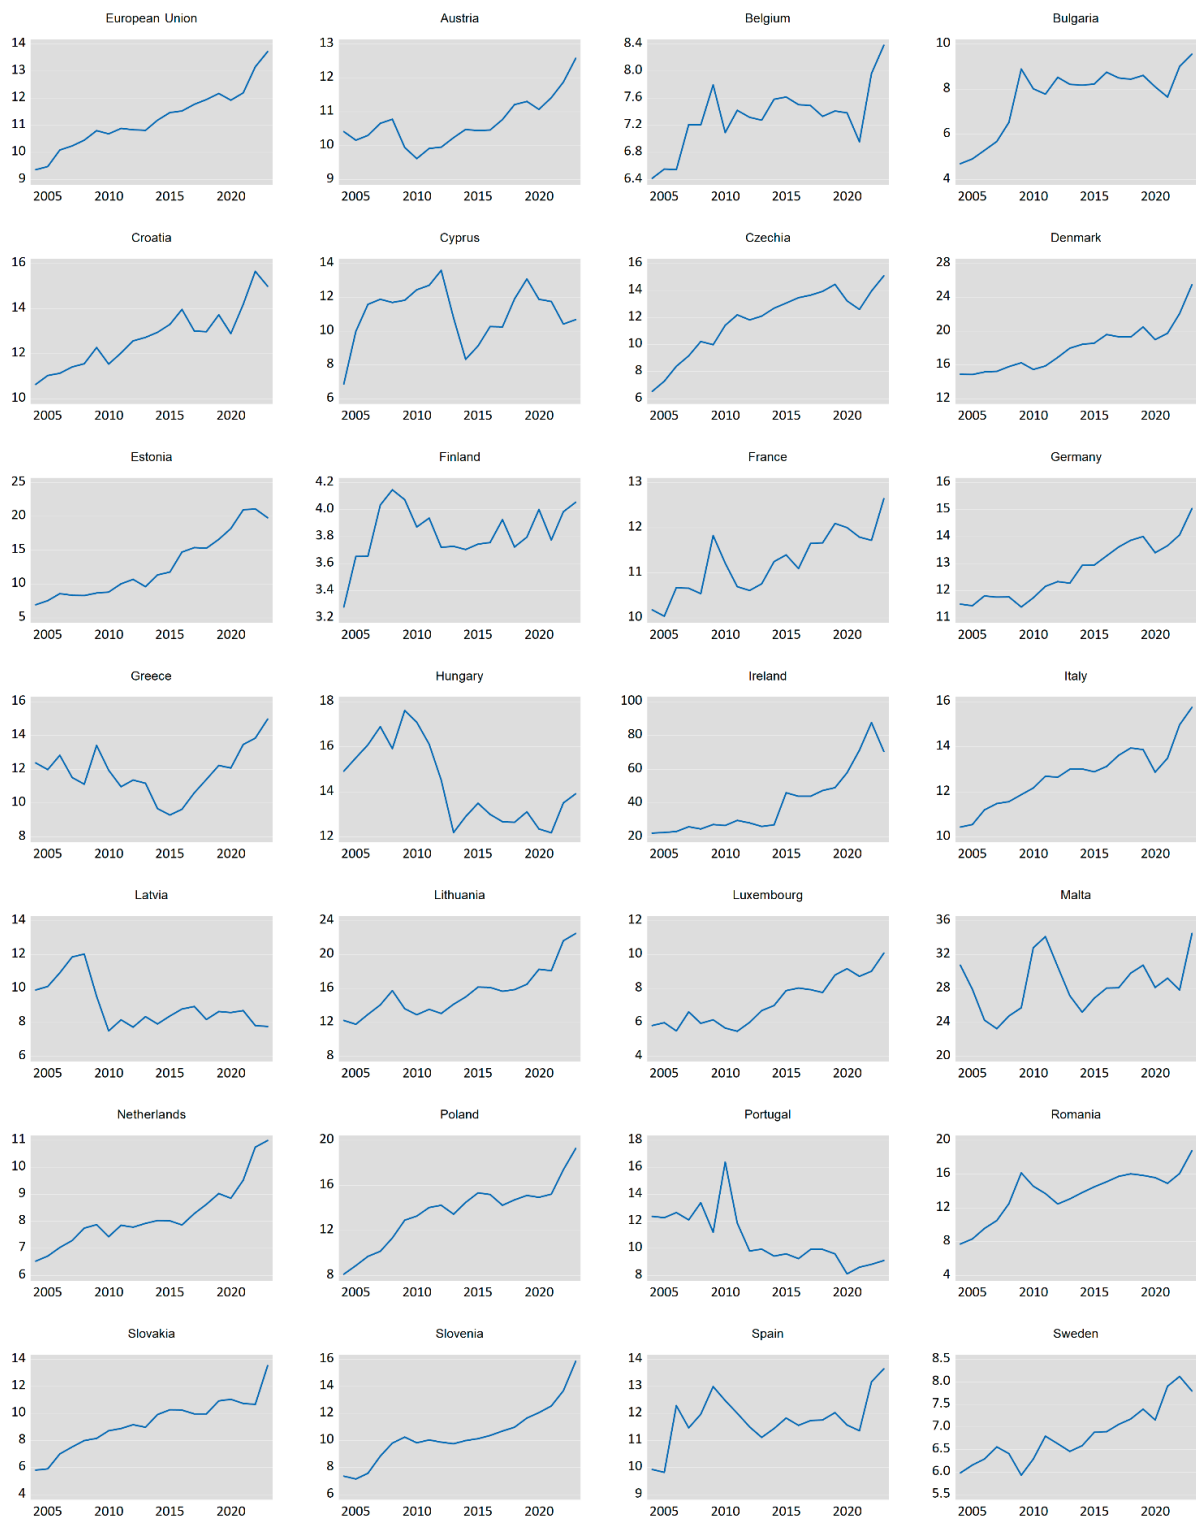 European Union Austria Belgium Bulgaria
14 13 8.4 10
13 12 8.0 8
12 11 7.6 6
11 10 7.2 4
10 9 6.8
9 6.4
2005 2010 2015 2020 2005 2010 2015 2020 2005 2010 2015 2020 2005 2010 2015 2020
Croatia Cyprus Czechia Denmark
16 14 16 28
14 12 14 24
12 10 12 20
10 8 10 16
6 8 12
6
2005 2010 2015 2020 2005 2010 2015 2020 2005 2010 2015 2020 2005 2010 2015 2020
Estonia Finland France Germany
25 4.2 13 16
20 4.0 12 15
15 3.8 11 14
10 3.6 10 13
5 3.4 12
3.2 11
2005 2010 2015 2020 2005 2010 2015 2020 2005 2010 2015 2020 2005 2010 2015 2020
Greece Hungary Ireland Italy
16 18 100 16
14 16 80 14
12 14 60 12
10 12 40 10
8 20
2005 2010 2015 2020 2005 2010 2015 2020 2005 2010 2015 2020 2005 2010 2015 2020
Latvia Lithuania Luxembourg Malta
14 24 12 36
12 20 10 32
10 16 8 28
8 12 6 24
6 8 4 20
2005 2010 2015 2020 2005 2010 2015 2020 2005 2010 2015 2020 2005 2010 2015 2020
Netherlands Poland Portugal Romania
11 20 18 20
10 16 16 16
9 12 14 12
8 8 12 8
7 10 4
6 8
2005 2010 2015 2020 2005 2010 2015 2020 2005 2010 2015 2020 2005 2010 2015 2020
Slovakia Slovenia Spain Sweden
14 16 14 8.5
12 14 13 8.0
10 12 12 7.5
8 10 11 7.0
6 8 10 6.5
4 6 9 6.0
5.5
2005 2010 2015 2020 2005 2010 2015 2020 2005 2010 2015 2020 2005 2010 2015 2020